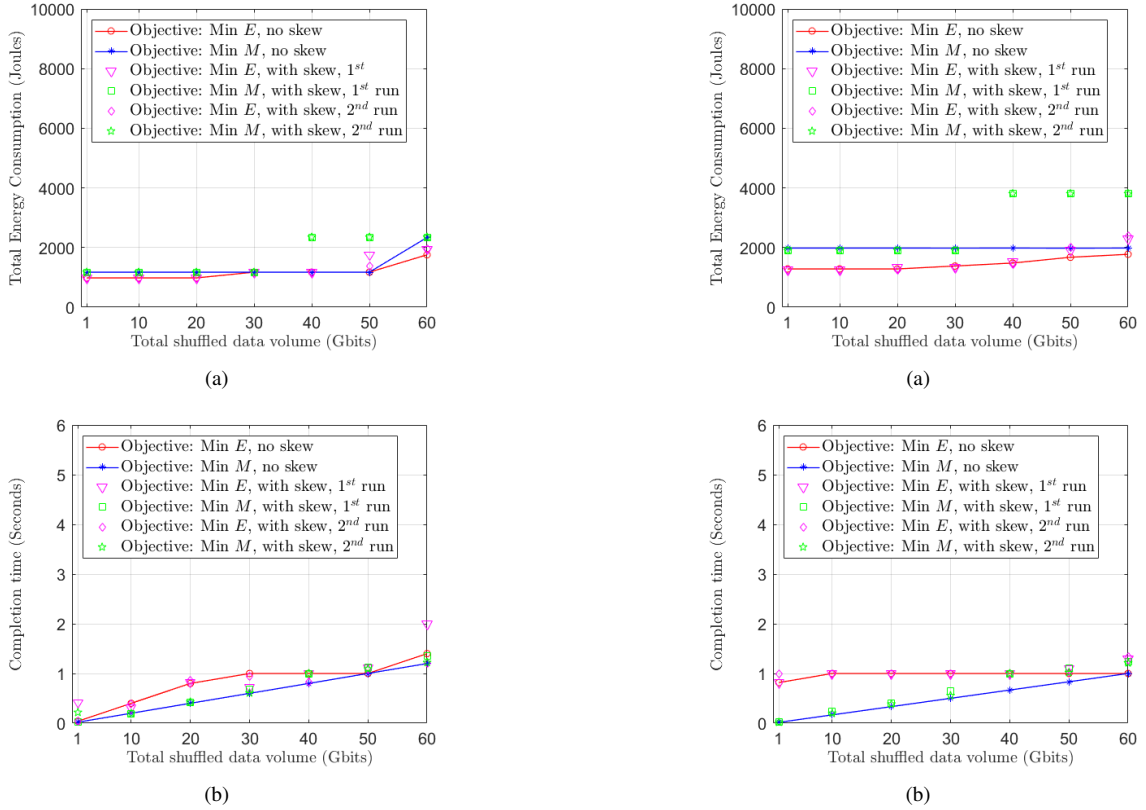 10000
8000
6000
4000
2000
0
Total Energy Consumption (Joules)
Objective: Min E, no skew
Objective: Min M, no skew
Objective: Min E, with skew, 1st
Objective: Min M, with skew, 1st run
Objective: Min E, with skew, 2nd run
Objective: Min M, with skew, 2nd run
1 10 20 30 40 50 60
Total shuffled data volume (Gbits)
(a)
10000
8000
6000
4000
2000
0
Total Energy Consumption (Joules)
Objective: Min E, no skew
Objective: Min M, no skew
Objective: Min E, with skew, 1st run
Objective: Min M, with skew, 1st run
Objective: Min E, with skew, 2nd run
Objective: Min M, with skew, 2nd run
1 10 20 30 40 50 60
Total shuffled data volume (Gbits)
(a)
6
5
4
3
2
1
0
Completion time (Seconds)
Objective: Min E, no skew
Objective: Min M, no skew
Objective: Min E, with skew, 1st run
Objective: Min M, with skew, 1st run
Objective: Min E, with skew, 2nd run
Objective: Min M, with skew, 2nd run
1 10 20 30 40 50 60
Total shuffled data volume (Gbits)
(b)
6
5
4
3
2
1
0
Completion time (Seconds)
Objective: Min E, no skew
Objective: Min M, no skew
Objective: Min E, with skew, 1st run
Objective: Min M, with skew, 1st run
Objective: Min E, with skew, 2nd run
Objective: Min M, with skew, 2nd run
1 10 20 30 40 50 60
Total shuffled data volume (Gbits)
(b)